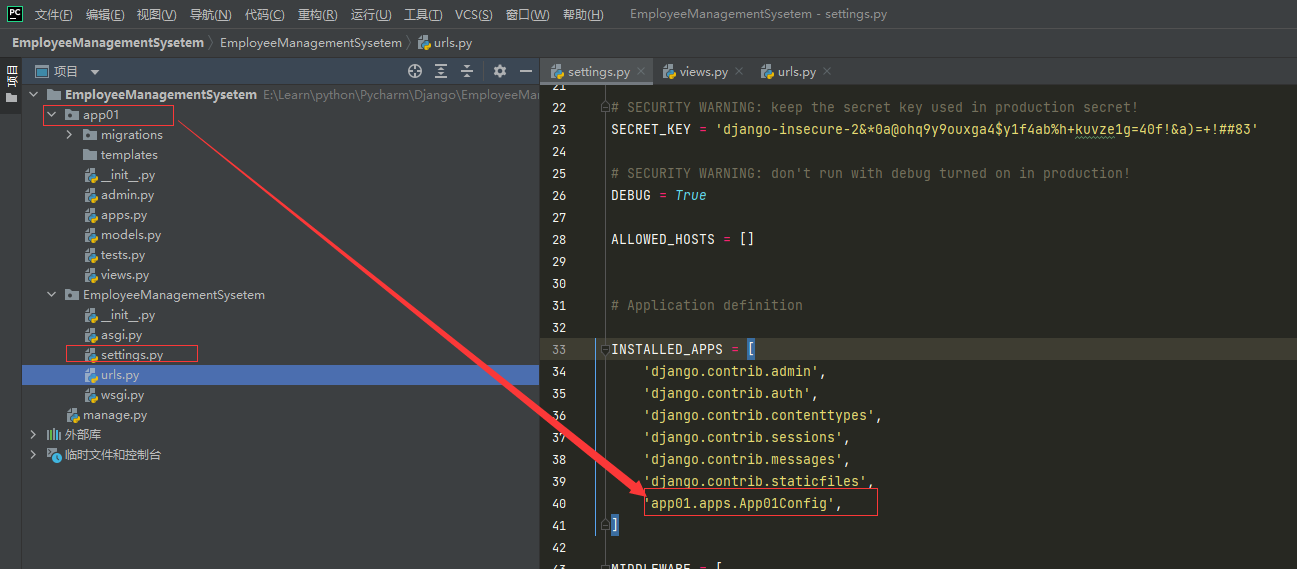 PC 文件(F) 编辑(E) 视图(V) 导航(N) 代码(C) 重构(R) 运行(U) 工具(T) VCS(S) 窗口(W) 帮助(H) EmployeeManagementSysetem - settings.py
EmployeeManagementSysetem EmployeeManagementSysetem urls.py
项目
项目
EmployeeManagementSysetem E:\Learn\python\Pycharm\Django\EmployeeMan
app01
migrations
templates
__init__.py
admin.py
apps.py
models.py
tests.py
views.py
EmployeeManagementSysetem
__init__.py
asgi.py
settings.py
urls.py
wsgi.py
manage.py
外部库
临时文件和控制台
settings.py views.py urls.py
21
22 # SECURITY WARNING: keep the secret key used in production secret!
23 SECRET_KEY = 'django-insecure-2&*0a@ohq9y9ouxga4$y1f4ab%h+kuvze1g=40f!&a)=+!##83'
24
25 # SECURITY WARNING: don't run with debug turned on in production!
26 DEBUG = True
27
28 ALLOWED_HOSTS = []
29
30
31 # Application definition
32
33 INSTALLED_APPS = [
34 'django.contrib.admin',
35 'django.contrib.auth',
36 'django.contrib.contenttypes',
37 'django.contrib.sessions',
38 'django.contrib.messages',
39 'django.contrib.staticfiles',
40 'app01.apps.App01Config',
41 ]
42
43 MIDDLEWARE = [